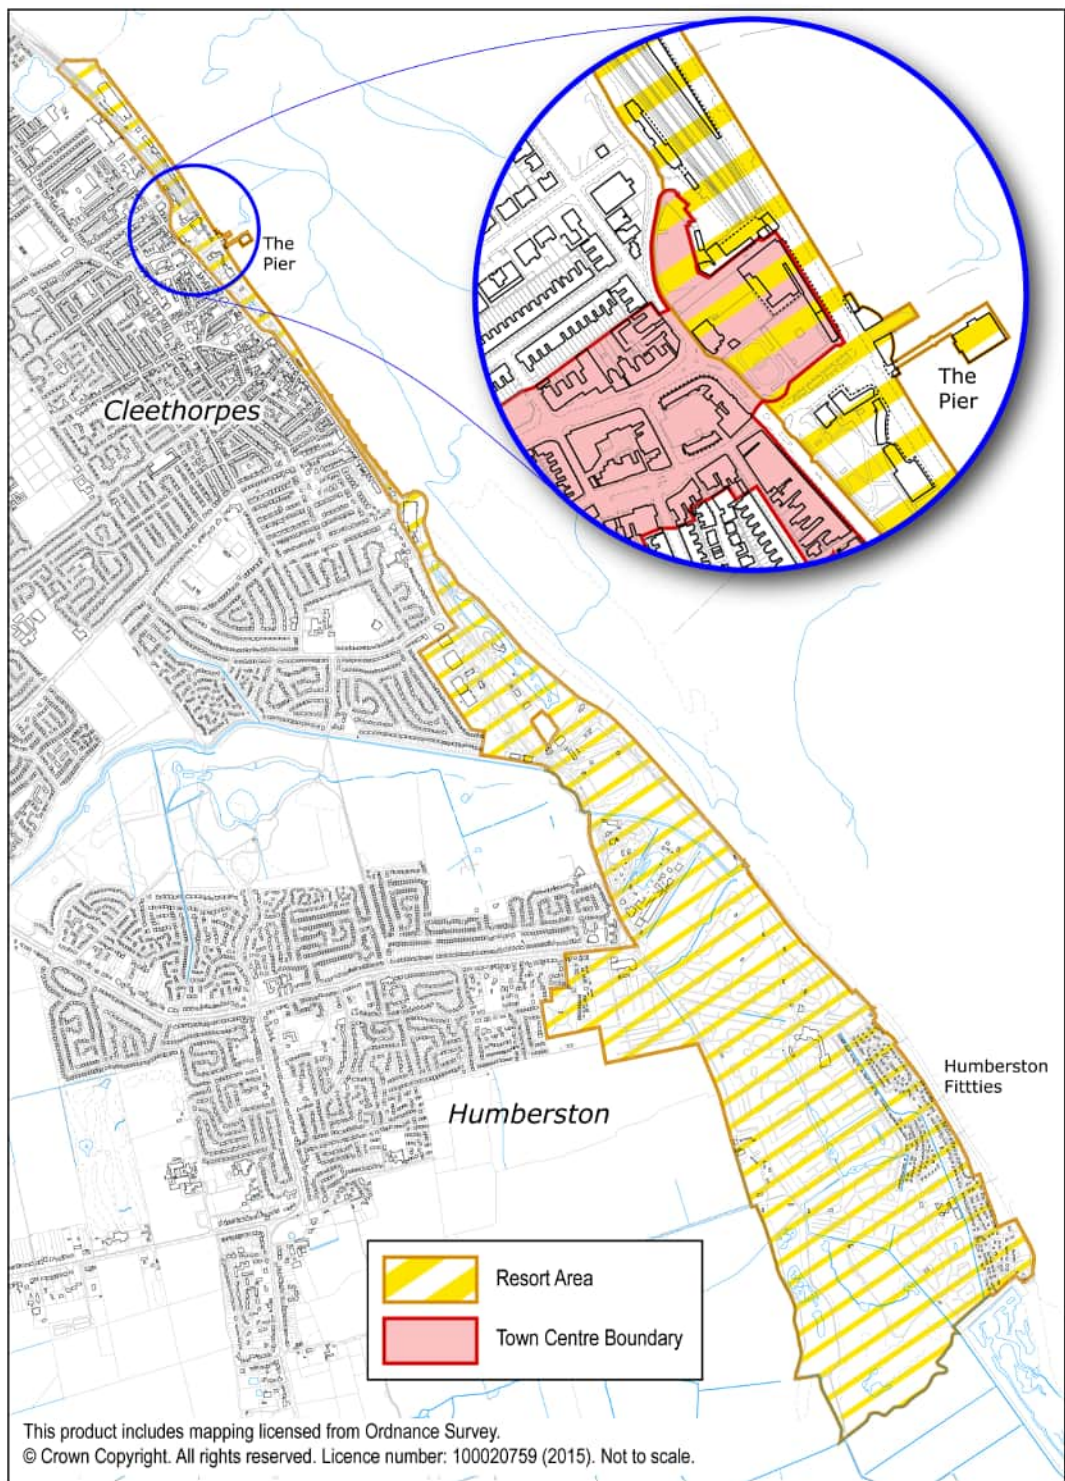 The
Pier
The
Pier
Cleethorpes
Humberston
Fittties
Humberston
Resort Area
Town Centre Boundary
This product includes mapping licensed from Ordnance Survey.
© Crown Copyright. All rights reserved. Licence number: 100020759 (2015). Not to scale.